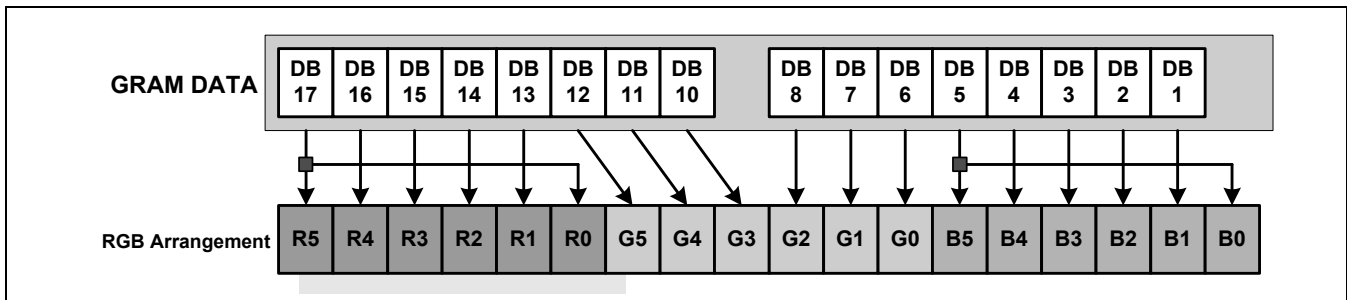 GRAM DATA
DB 17 DB 16 DB 15 DB 14 DB 13 DB 12 DB 11 DB 10 DB 8 DB 7 DB 6 DB 5 DB 4 DB 3 DB 2 DB 1
RGB Arrangement R5 R4 R3 R2 R1 R0 G5 G4 G3 G2 G1 G0 B5 B4 B3 B2 B1 B0